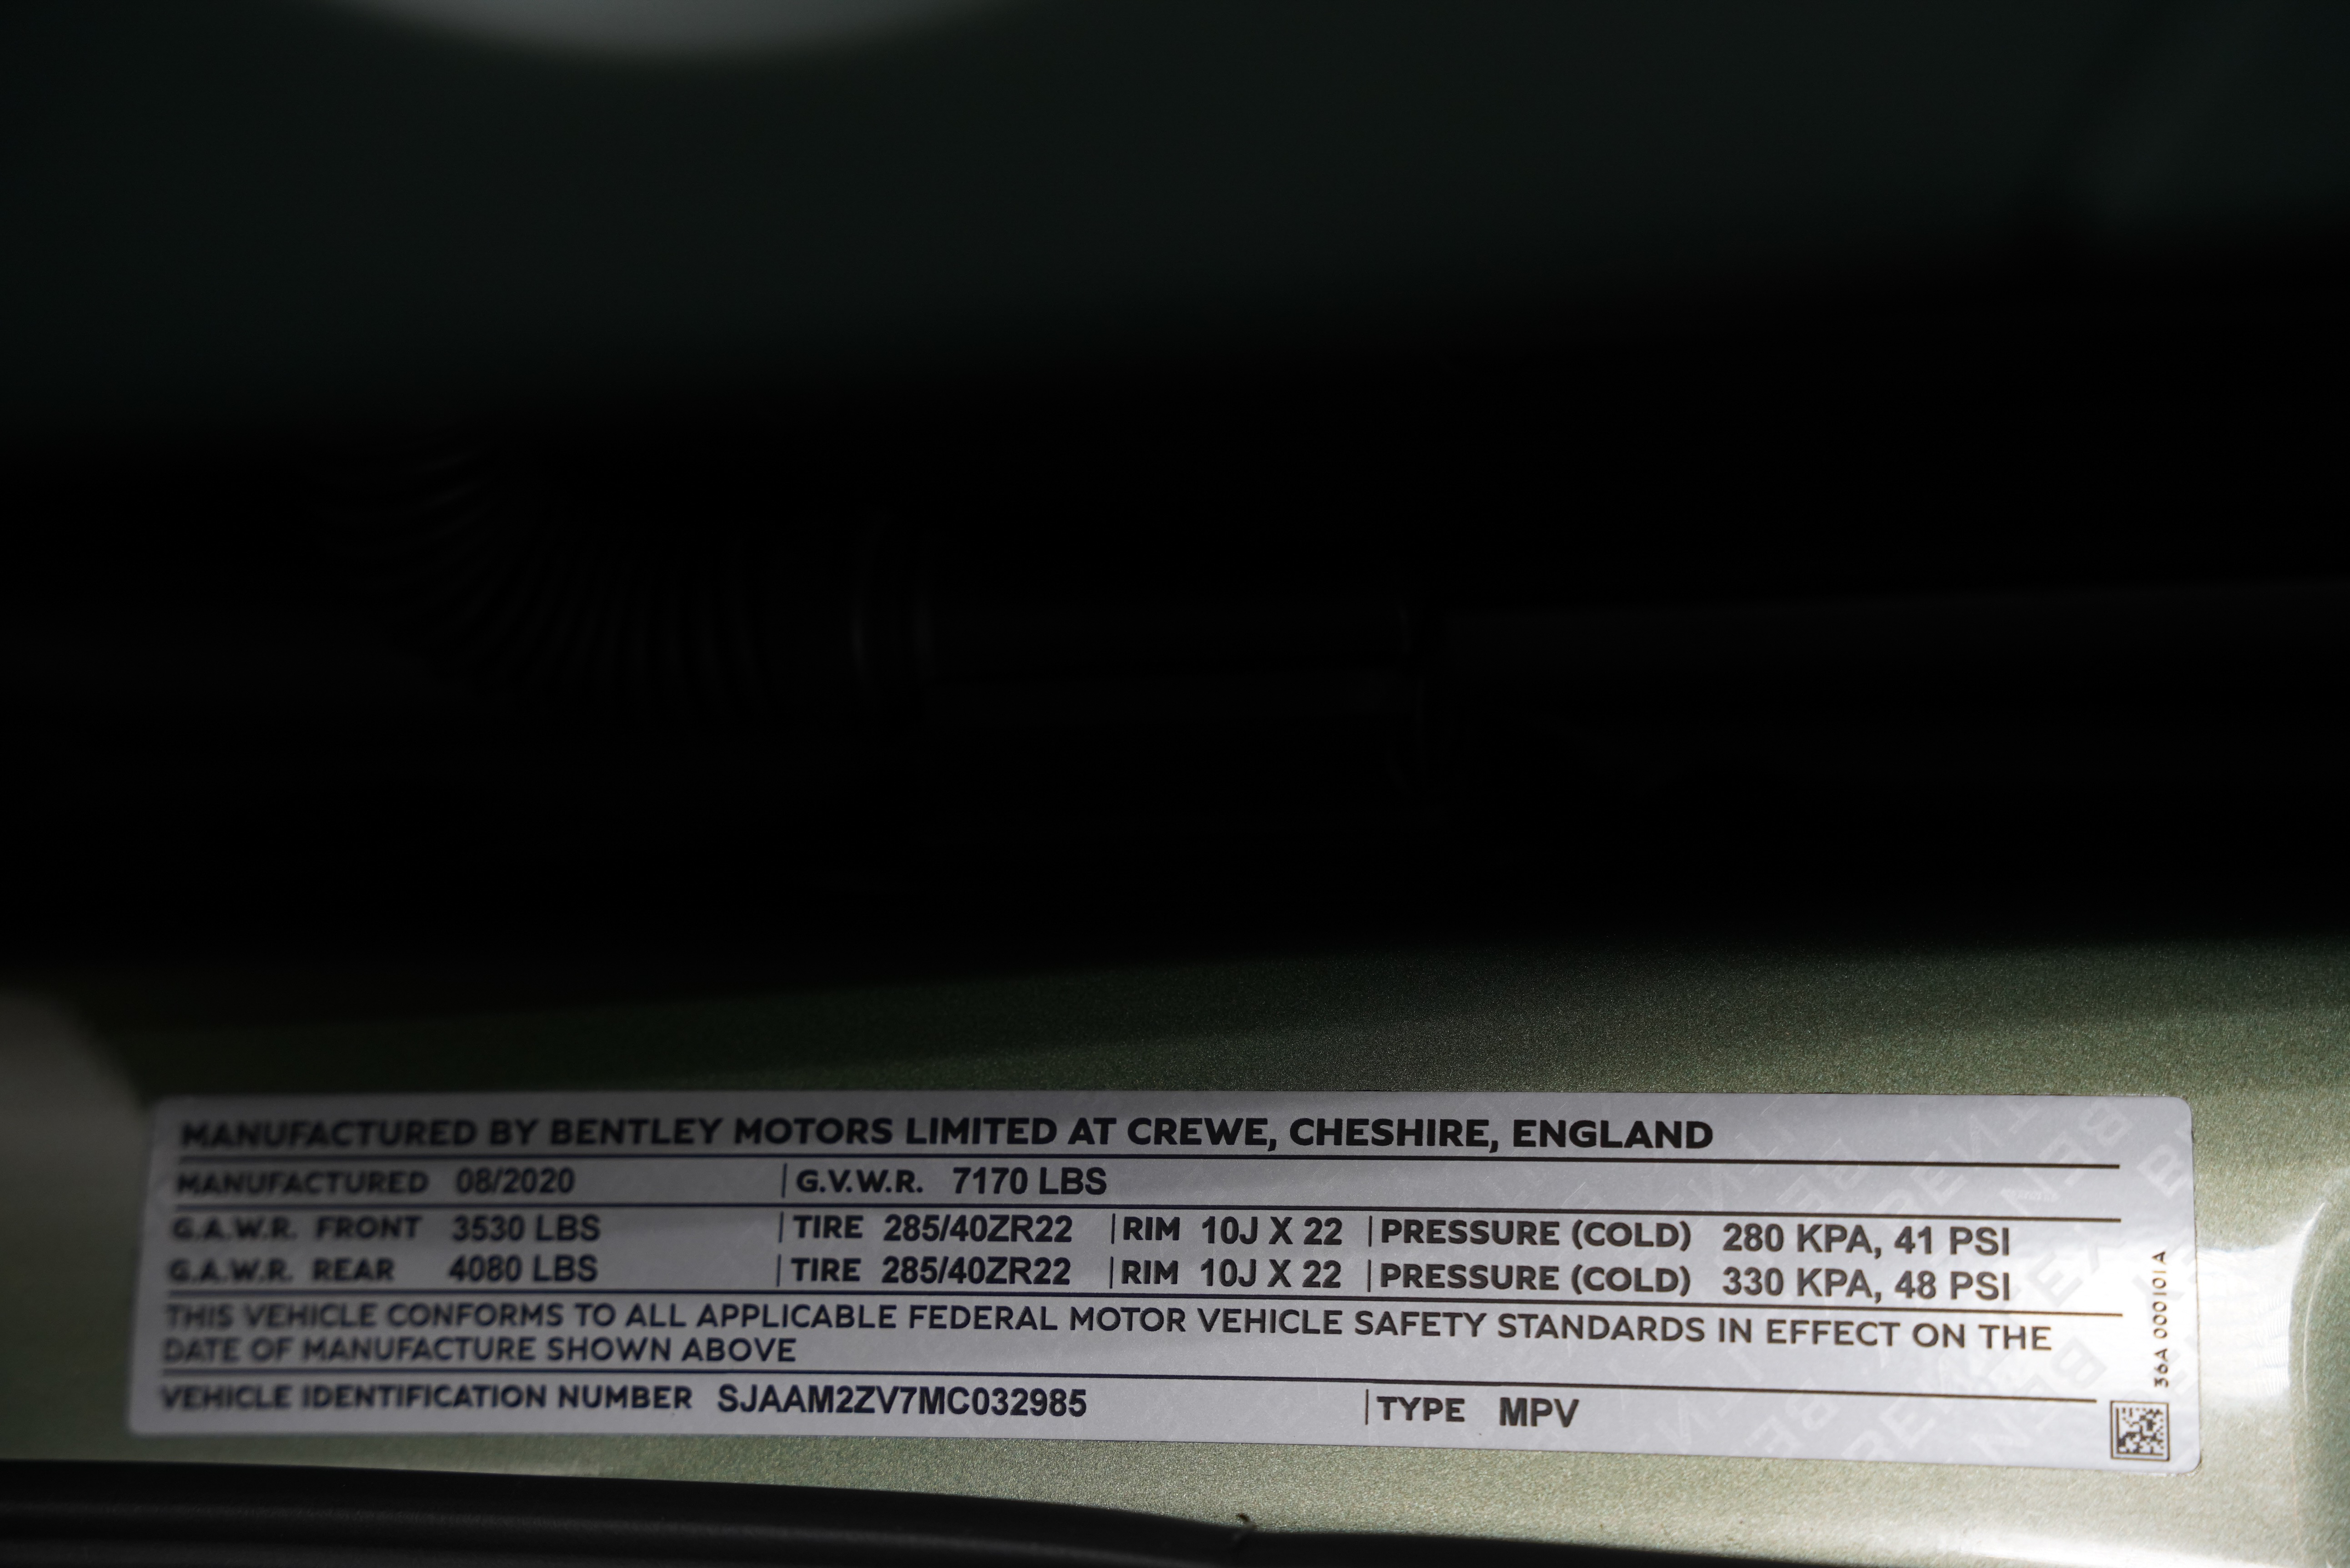 MANUFACTURED BY BENTLEY MOTORS LIMITED AT CREWE, CHESHIRE, ENGLAND
MANUFACTURED 08/2020 | G.V.W.R. 7170 LBS
G.A.W.R. FRONT 3530 LBS | TIRE 285/40ZR22 | RIM 10J X 22 | PRESSURE (COLD) 280 KPA, 41 PSI
G.A.W.R. REAR 4080 LBS | TIRE 285/40ZR22 | RIM 10J X 22 | PRESSURE (COLD) 330 KPA, 48 PSI
THIS VEHICLE CONFORMS TO ALL APPLICABLE FEDERAL MOTOR VEHICLE SAFETY STANDARDS IN EFFECT ON THE
DATE OF MANUFACTURE SHOWN ABOVE
VEHICLE IDENTIFICATION NUMBER SJAAM2ZV7MC032985 | TYPE MPV
36A 000 101 A